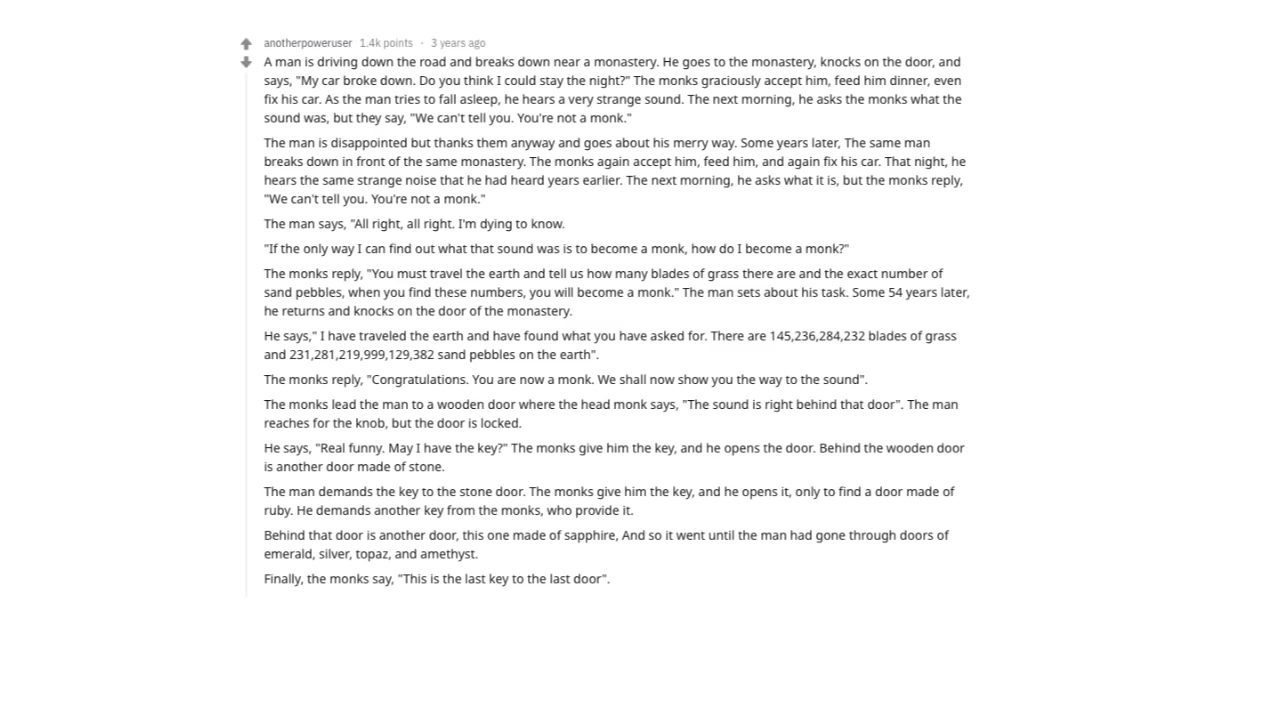 anotherpoweruser 1.4k points · 3 years ago
A man is driving down the road and breaks down near a monastery. He goes to the monastery, knocks on the door, and
says, "My car broke down. Do you think I could stay the night?" The monks graciously accept him, feed him dinner, even
fix his car. As the man tries to fall asleep, he hears a very strange sound. The next morning, he asks the monks what the
sound was, but they say, "We can't tell you. You're not a monk."
The man is disappointed but thanks them anyway and goes about his merry way. Some years later, The same man
breaks down in front of the same monastery. The monks again accept him, feed him, and again fix his car. That night, he
hears the same strange noise that he had heard years earlier. The next morning, he asks what it is, but the monks reply,
"We can't tell you. You're not a monk."
The man says, "All right, all right. I'm dying to know.
"If the only way I can find out what that sound was is to become a monk, how do I become a monk?"
The monks reply, "You must travel the earth and tell us how many blades of grass there are and the exact number of
sand pebbles, when you find these numbers, you will become a monk." The man sets about his task. Some 54 years later,
he returns and knocks on the door of the monastery.
He says," I have traveled the earth and have found what you have asked for. There are 145,236,284,232 blades of grass
and 231,281,219,999,129,382 sand pebbles on the earth".
The monks reply, "Congratulations. You are now a monk. We shall now show you the way to the sound".
The monks lead the man to a wooden door where the head monk says, "The sound is right behind that door". The man
reaches for the knob, but the door is locked.
He says, "Real funny. May I have the key?" The monks give him the key, and he opens the door. Behind the wooden door
is another door made of stone.
The man demands the key to the stone door. The monks give him the key, and he opens it, only to find a door made of
ruby. He demands another key from the monks, who provide it.
Behind that door is another door, this one made of sapphire, And so it went until the man had gone through doors of
emerald, silver, topaz, and amethyst.
Finally, the monks say, "This is the last key to the last door".